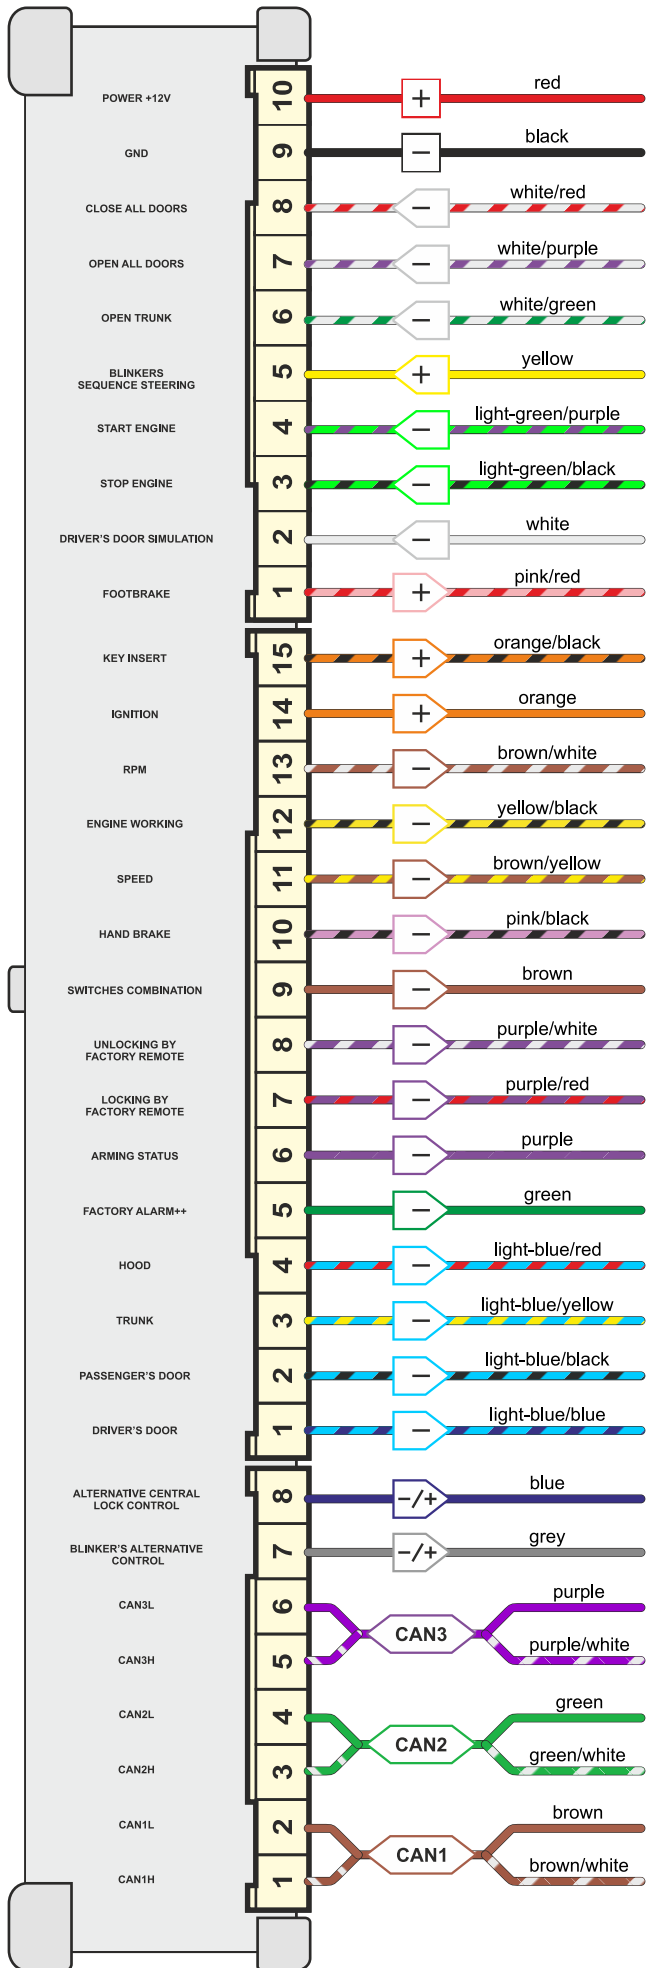 POWER +12V 10 + red
GND 9 − black
CLOSE ALL DOORS 8 − white/red
OPEN ALL DOORS 7 − white/purple
OPEN TRUNK 6 − white/green
BLINKERS
SEQUENCE STEERING 5 + yellow
START ENGINE 4 − light-green/purple
STOP ENGINE 3 − light-green/black
DRIVER'S DOOR SIMULATION 2 − white
FOOTBRAKE 1 + pink/red
KEY INSERT 15 + orange/black
IGNITION 14 + orange
RPM 13 − brown/white
ENGINE WORKING 12 − yellow/black
SPEED 11 − brown/yellow
HAND BRAKE 10 − pink/black
SWITCHES COMBINATION 9 − brown
UNLOCKING BY
FACTORY REMOTE 8 − purple/white
LOCKING BY
FACTORY REMOTE 7 − purple/red
ARMING STATUS 6 − purple
FACTORY ALARM++ 5 − green
HOOD 4 − light-blue/red
TRUNK 3 − light-blue/yellow
PASSENGER'S DOOR 2 − light-blue/black
DRIVER'S DOOR 1 − light-blue/blue
ALTERNATIVE CENTRAL
LOCK CONTROL 8 −/+ blue
BLINKER'S ALTERNATIVE
CONTROL 7 −/+ grey
CAN3L 6 purple
CAN3
CAN3H 5 purple/white
CAN2L 4 green
CAN2
CAN2H 3 green/white
CAN1L 2 brown
CAN1
CAN1H 1 brown/white